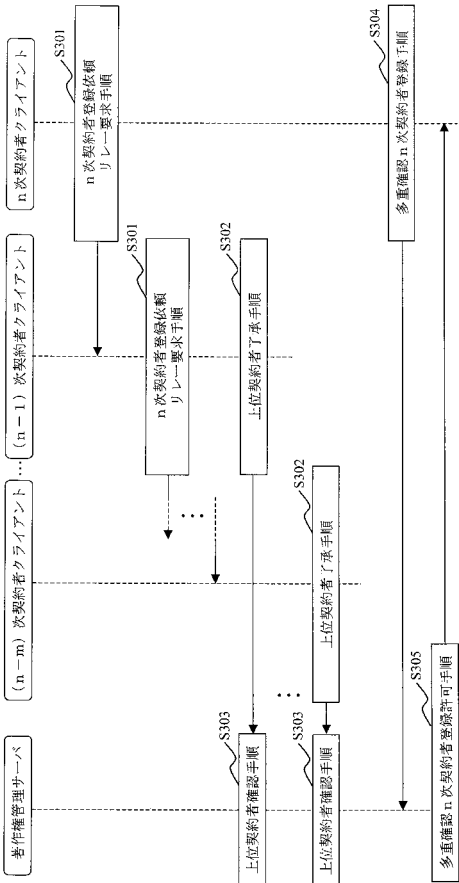 n 次契約者クライアント
(n-1) 次契約者クライアント
…
(n-m) 次契約者クライアント
著作権管理サーバ
S301
n 次契約者登録依頼
リレー要求手順
S301
n 次契約者登録依頼
リレー要求手順
…
S302
上位契約者了承手順
S303
上位契約者確認手順
S302
上位契約者了承手順
…
S303
上位契約者確認手順
S304
多重確認 n 次契約者登録手順
S305
多重確認 n 次契約者登録許可手順